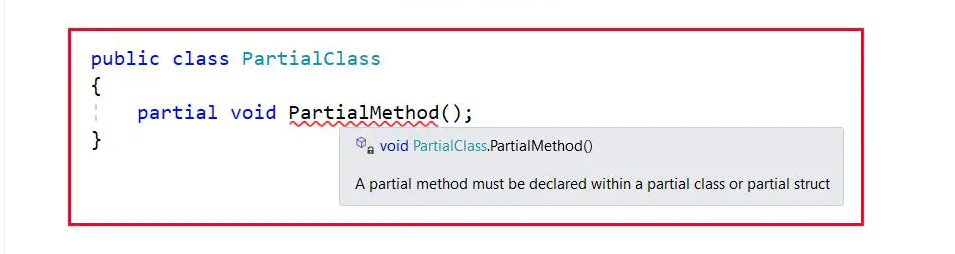 public class PartialClass
{
partial void PartialMethod();
}
void PartialClass.PartialMethod()
A partial method must be declared within a partial class or partial struct